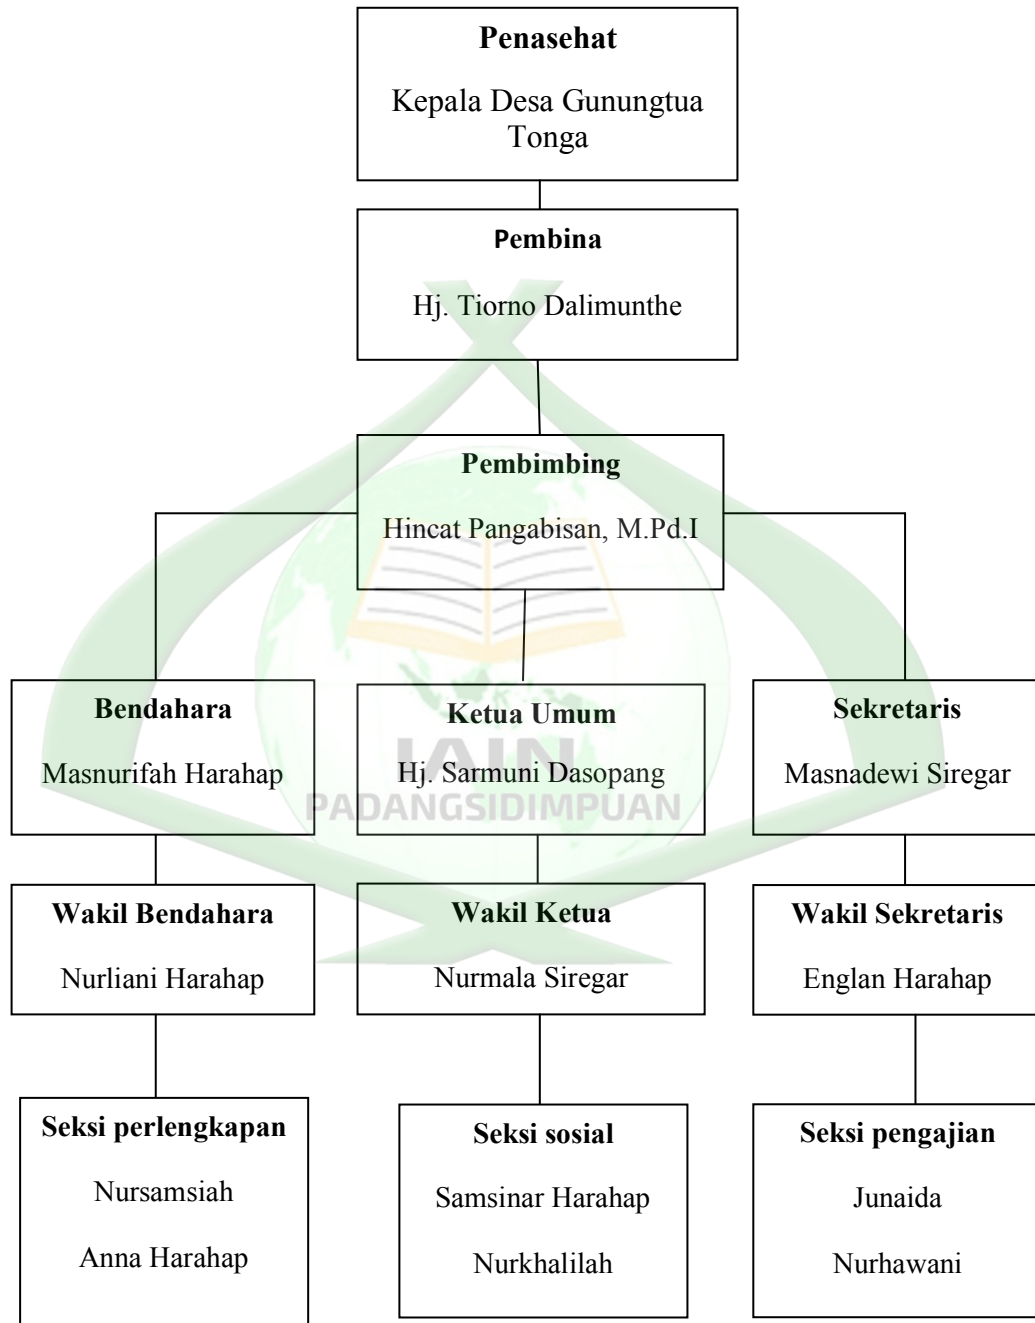 Penasehat
Kepala Desa Gunungtua
Tonga
Pembina
Hj. Tiorno Dalimunthe
Pembimbing
Hincat Pangabisan, M.Pd.I
Bendahara
Masnurifah Harahap
Ketua Umum
Hj. Sarmuni Dasopang
Sekretaris
Masnadewi Siregar
IAIN
PADANGSIDIMPUAN
Wakil Bendahara
Nurliani Harahap
Wakil Ketua
Nurmala Siregar
Wakil Sekretaris
Englan Harahap
Seksi perlengkapan
Nursamsiah
Anna Harahap
Seksi sosial
Samsinar Harahap
Nurkhalilah
Seksi pengajian
Junaida
Nurhawani